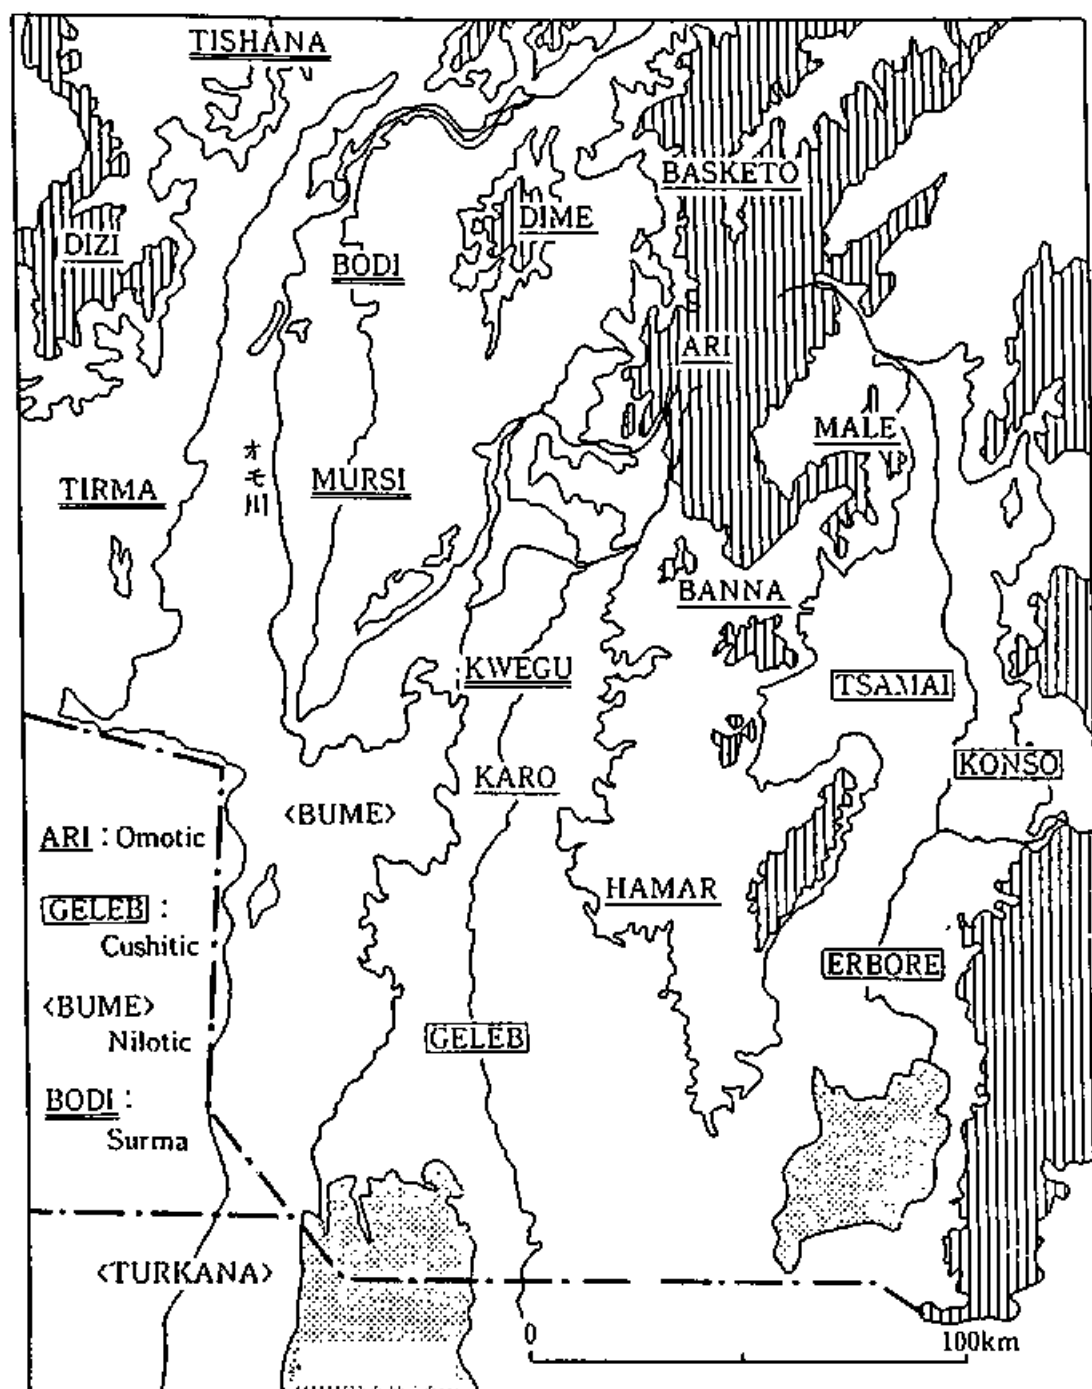 TISHANA
BASKETO
DIZI
DIME
BODI
ARI
MALE
オモ川
TIRMA
MURSI
BANNA
KWEGU
TSAMAI
KONSO
KARO
<BUME>
ARI : Omotic
HAMAR
GELEB :
Cushitic
ERBORE
<BUME>
Nilotic
GELEB
BODI :
Surma
<TURKANA>
0
100km